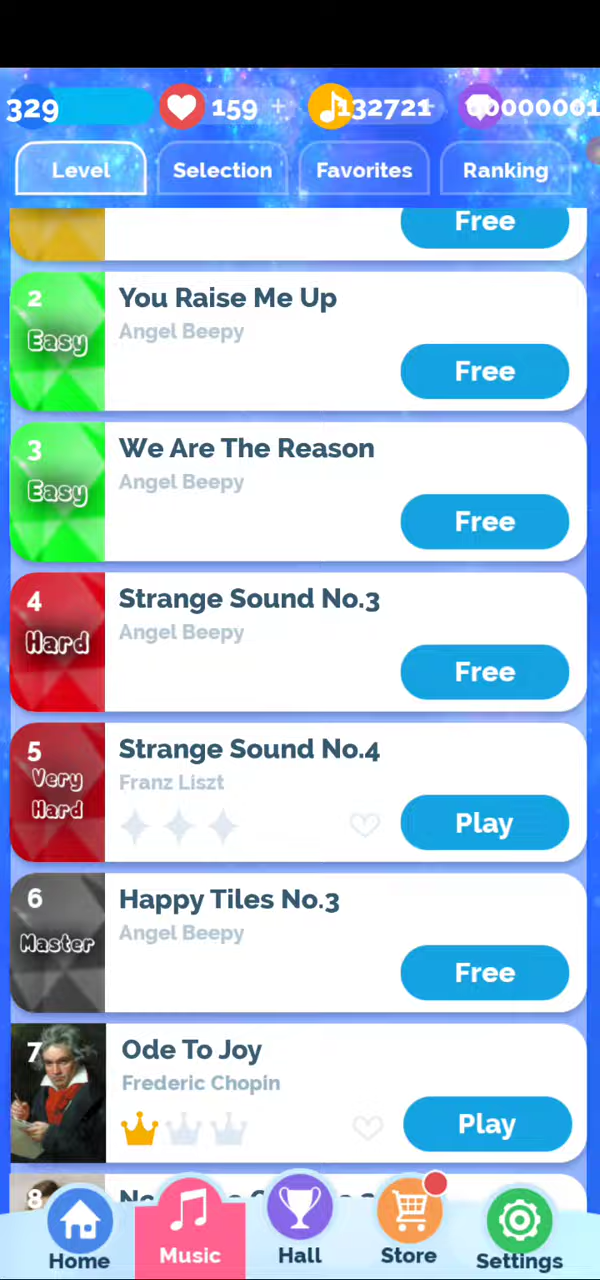 329
159 +
132721
00000001
Level
Selection
Favorites
Ranking
Free
2
Easy
You Raise Me Up
Angel Beepy
Free
3
Easy
We Are The Reason
Angel Beepy
Free
4
Hard
Strange Sound No.3
Angel Beepy
Free
5
Very
Hard
Strange Sound No.4
Franz Liszt
Play
6
Master
Happy Tiles No.3
Angel Beepy
Free
7
Ode To Joy
Frederic Chopin
Play
8
Home
Music
Hall
Store
Settings